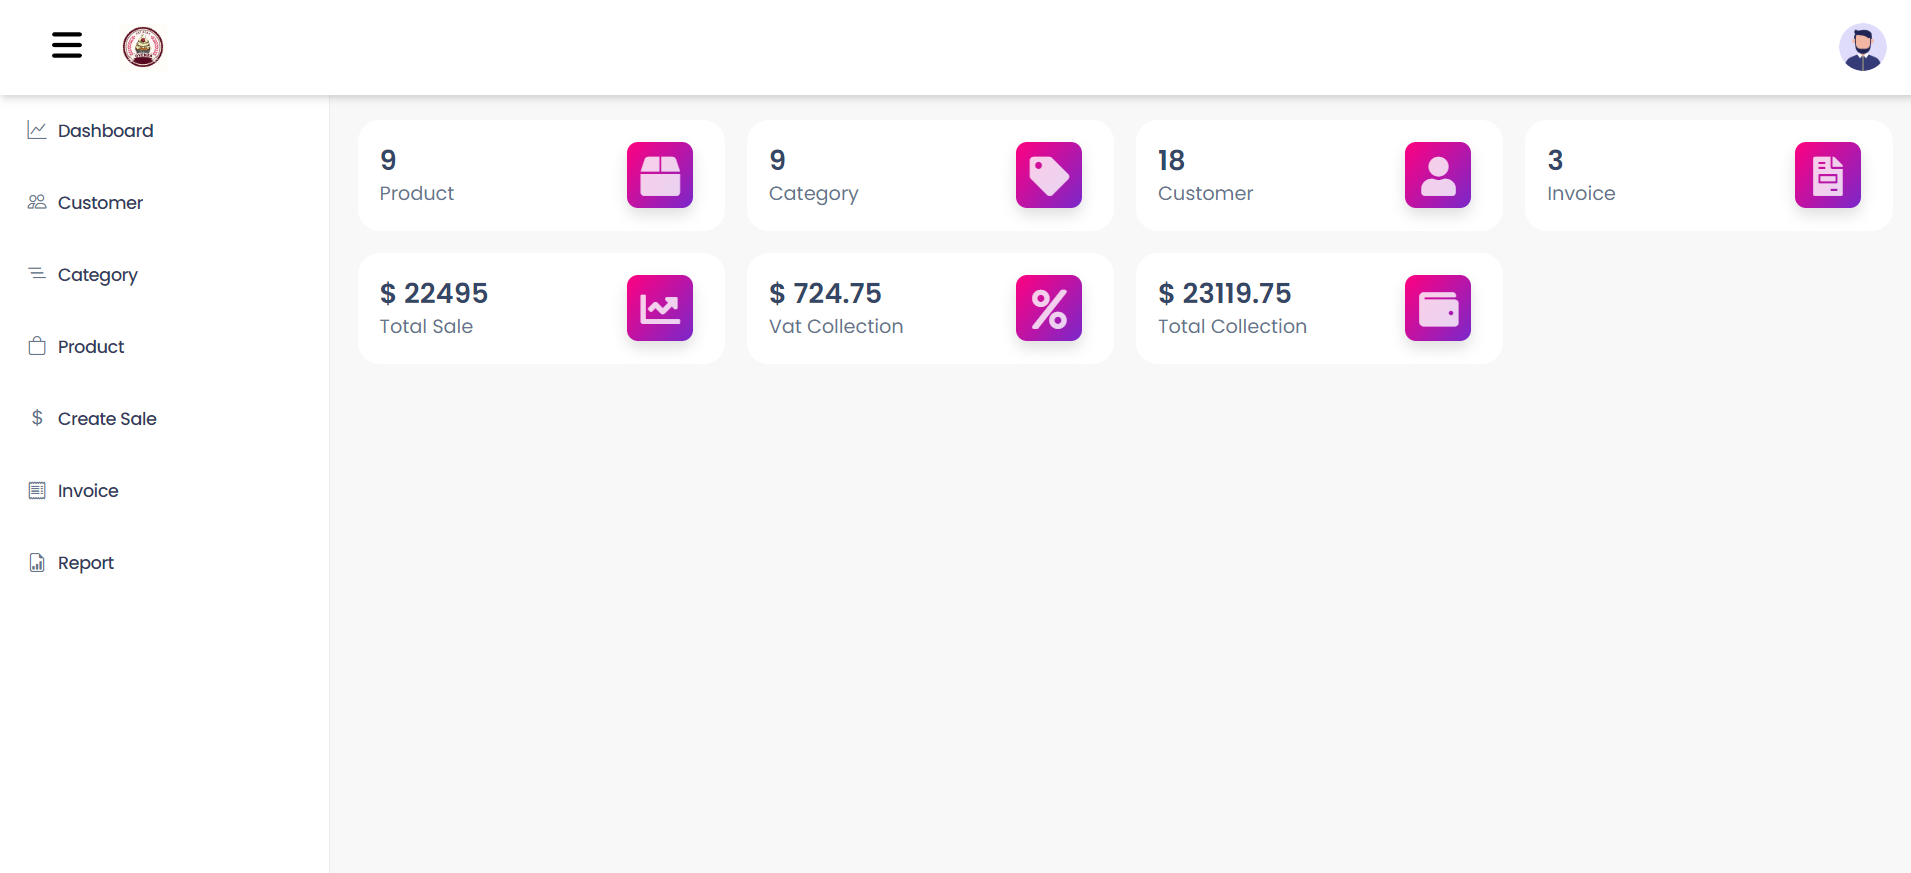 Dashboard
Customer
Category
Product
Create Sale
Invoice
Report
9
Product
9
Category
18
Customer
3
Invoice
$ 22495
Total Sale
$ 724.75
Vat Collection
$ 23119.75
Total Collection